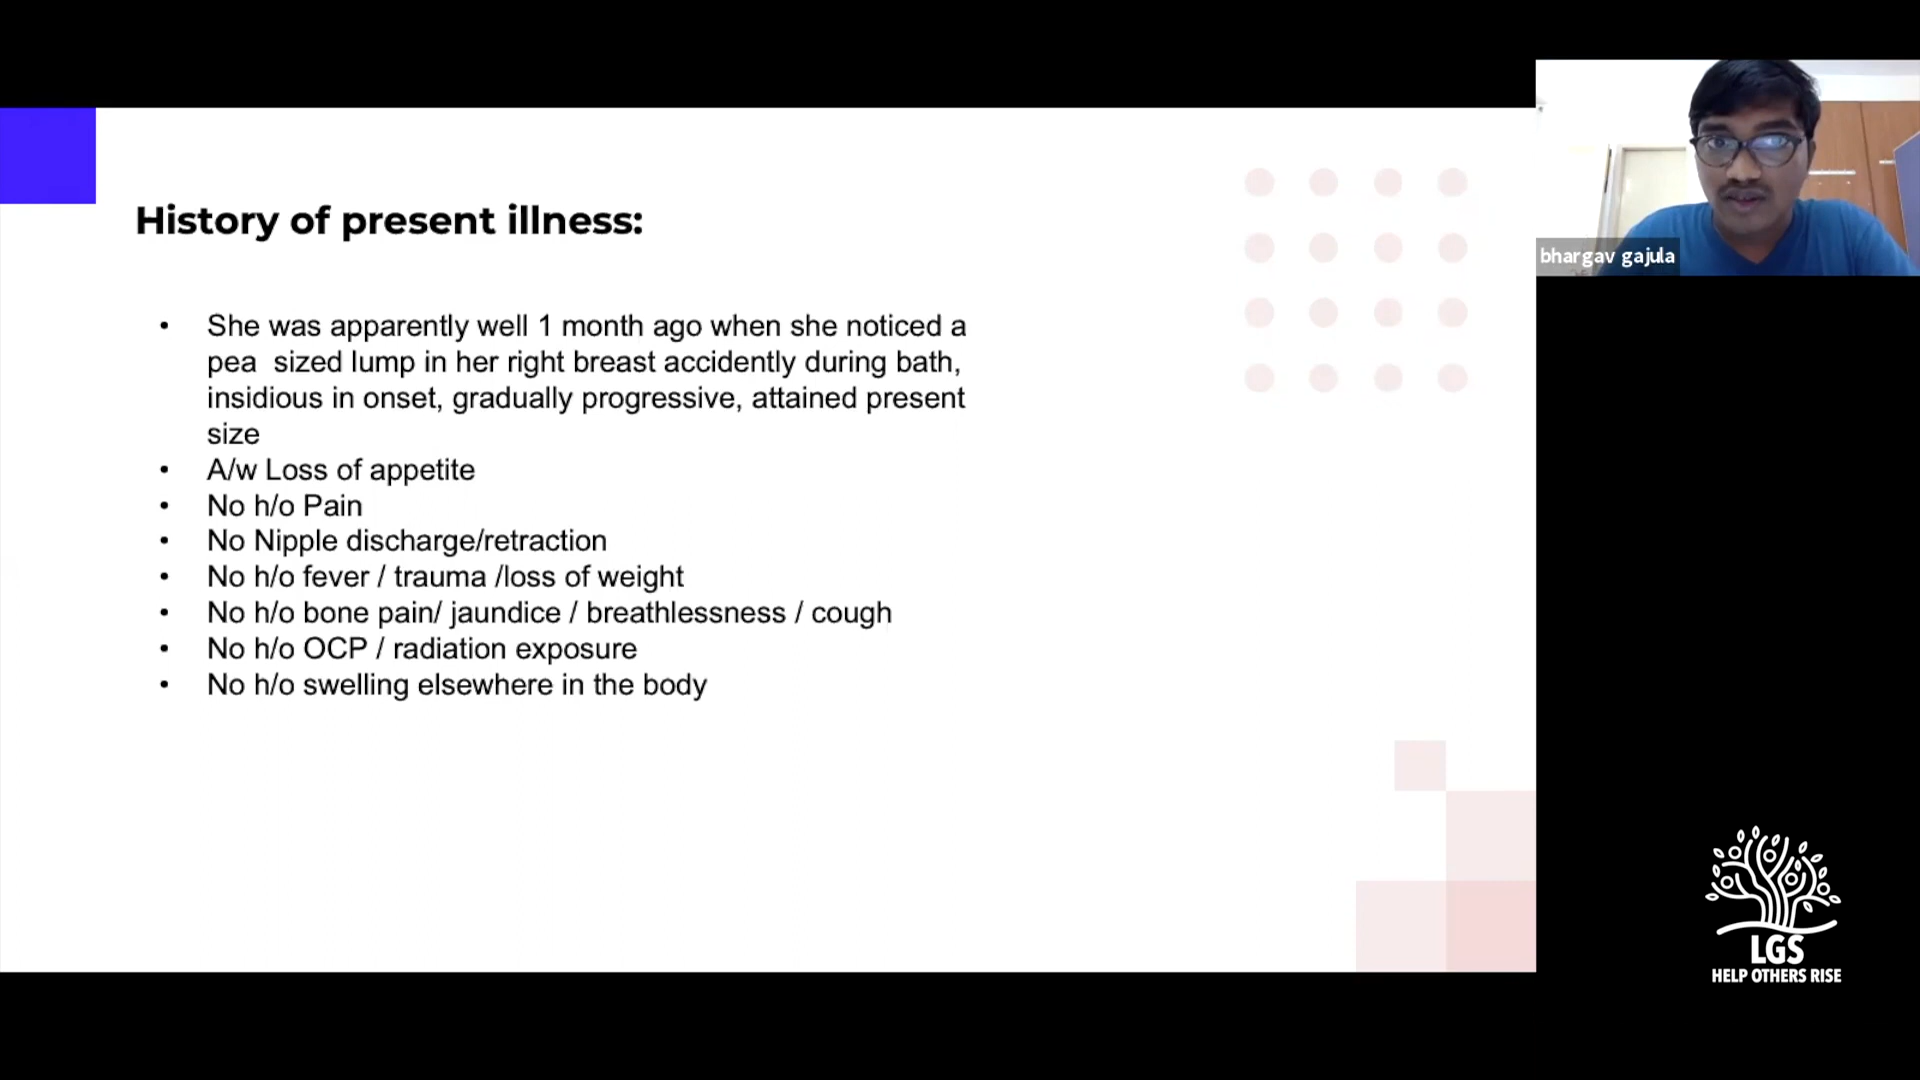 History of present illness:
• She was apparently well 1 month ago when she noticed a
pea sized lump in her right breast accidently during bath,
insidious in onset, gradually progressive, attained present
size
• A/w Loss of appetite
• No h/o Pain
• No Nipple discharge/retraction
• No h/o fever / trauma /loss of weight
• No h/o bone pain/ jaundice / breathlessness / cough
• No h/o OCP / radiation exposure
• No h/o swelling elsewhere in the body
bhargav gajula
LGS
HELP OTHERS RISE